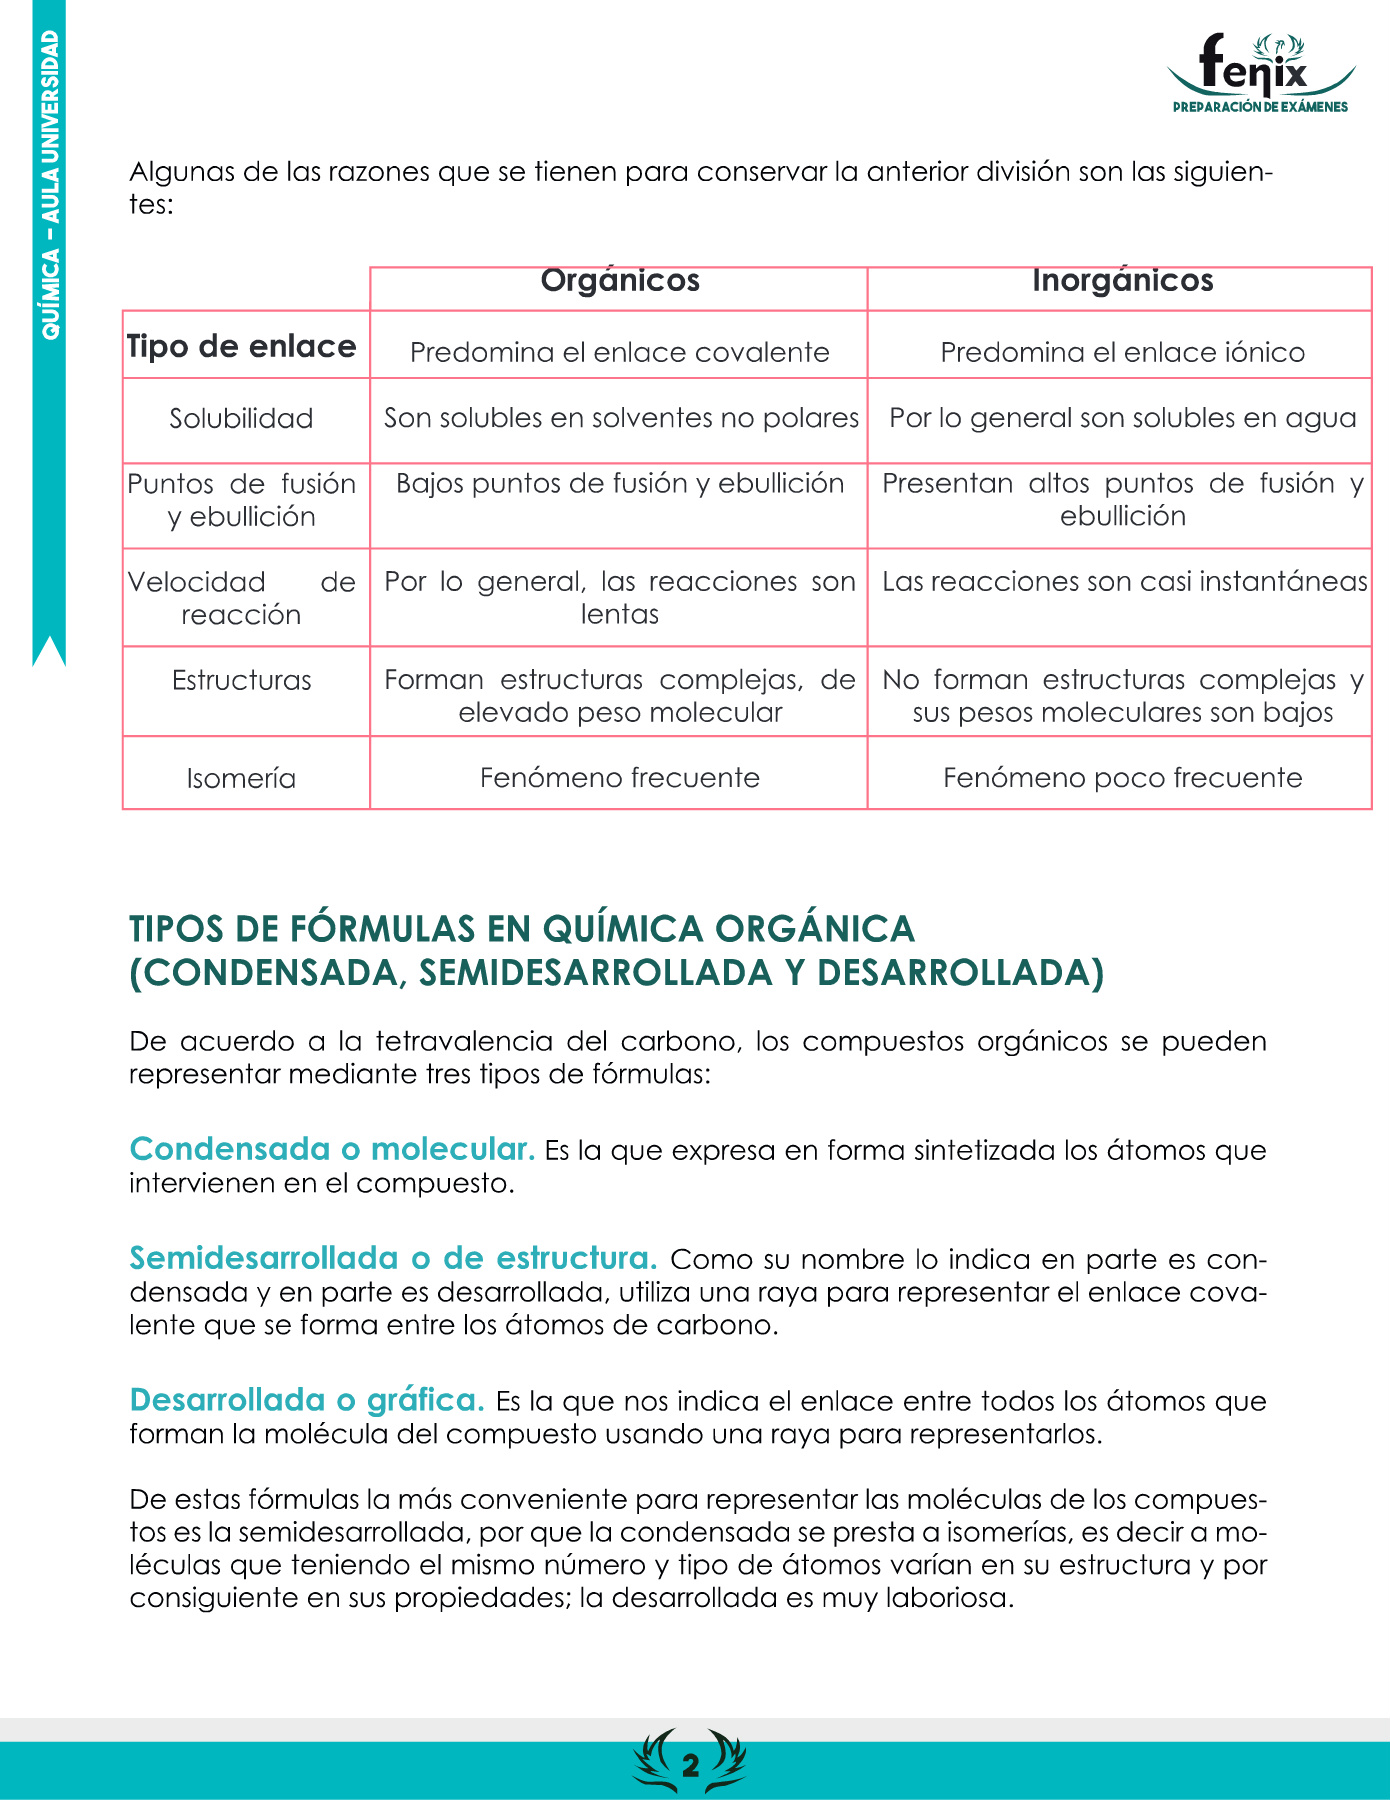 QUÍMICA - AULA UNIVERSIDAD
fenix
PREPARACIÓN DE EXÁMENES
Algunas de las razones que se tienen para conservar la anterior división son las siguien-
tes:
Orgánicos Inorgánicos
Tipo de enlace Predomina el enlace covalente Predomina el enlace iónico
Solubilidad Son solubles en solventes no polares Por lo general son solubles en agua
Puntos de fusión Bajos puntos de fusión y ebullición Presentan altos puntos de fusión y
y ebullición ebullición
Velocidad de Por lo general, las reacciones son Las reacciones son casi instantáneas
reacción lentas
Estructuras Forman estructuras complejas, de No forman estructuras complejas y
elevado peso molecular sus pesos moleculares son bajos
Isomería Fenómeno frecuente Fenómeno poco frecuente
TIPOS DE FÓRMULAS EN QUÍMICA ORGÁNICA
(CONDENSADA, SEMIDESARROLLADA Y DESARROLLADA)
De acuerdo a la tetravalencia del carbono, los compuestos orgánicos se pueden
representar mediante tres tipos de fórmulas:
Condensada o molecular. Es la que expresa en forma sintetizada los átomos que
intervienen en el compuesto.
Semidesarrollada o de estructura. Como su nombre lo indica en parte es con-
densada y en parte es desarrollada, utiliza una raya para representar el enlace cova-
lente que se forma entre los átomos de carbono.
Desarrollada o gráfica. Es la que nos indica el enlace entre todos los átomos que
forman la molécula del compuesto usando una raya para representarlos.
De estas fórmulas la más conveniente para representar las moléculas de los compues-
tos es la semidesarrollada, por que la condensada se presta a isomerías, es decir a mo-
léculas que teniendo el mismo número y tipo de átomos varían en su estructura y por
consiguiente en sus propiedades; la desarrollada es muy laboriosa.
2